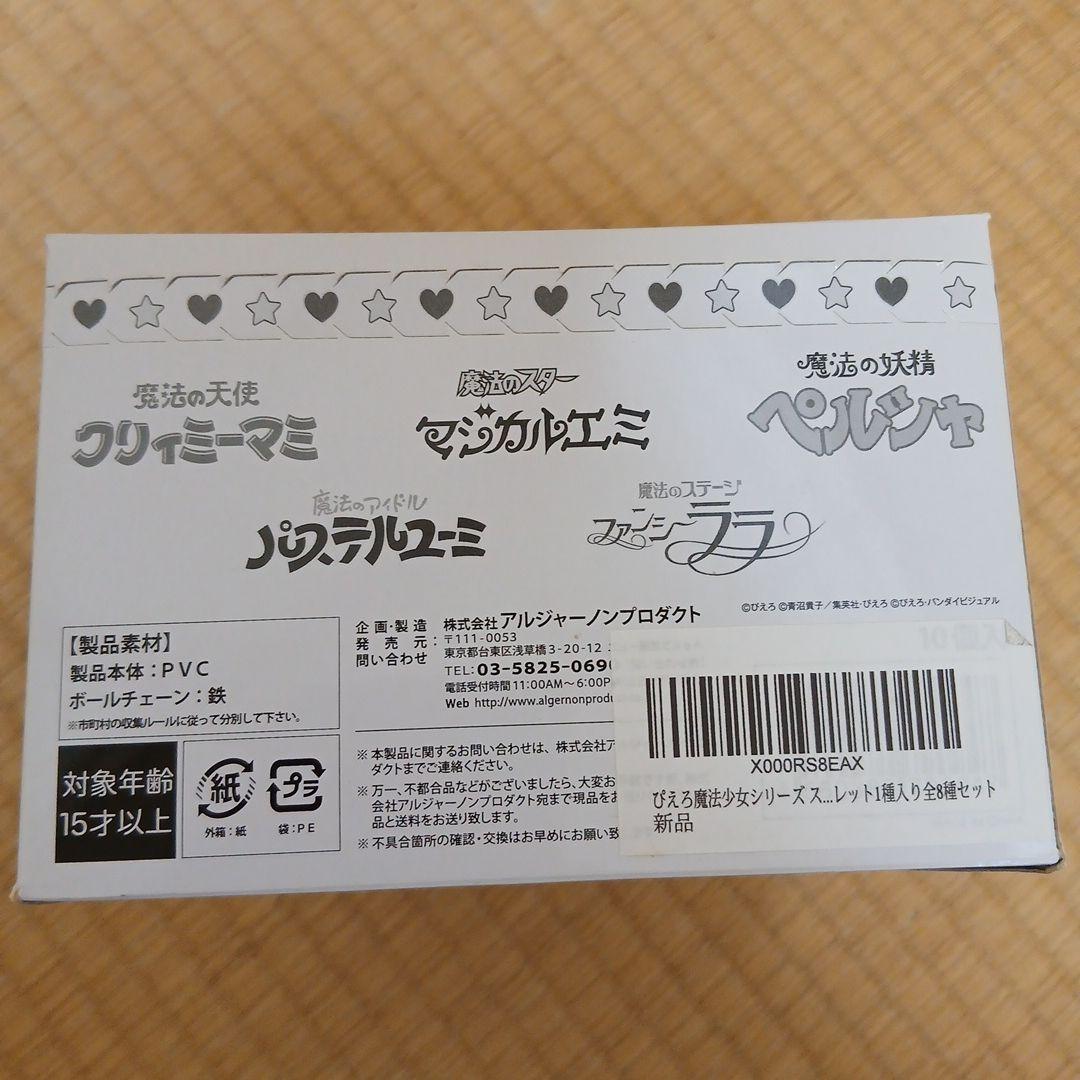 魔法の天使
クリィミーマミ
魔法のスター
マジカルエミ
魔法の妖精
ペルシャ
魔法のアイドル
パステルユーミ
魔法のステージ
ファンシーララ
©ぴえろ ©青沼貴子／集英社・ぴえろ ©ぴえろ・バンダイビジュアル
【製品素材】
製品本体：PVC
ボールチェーン：鉄
※市町村の収集ルールに従って分別して下さい。
対象年齢
15才以上
紙
外箱：紙
プラ
袋：PE
企画・製造
発売元：
問い合わせ
株式会社アルジャーノンプロダクト
〒111-0053
東京都台東区浅草橋3-20-12
TEL：03-5825-069
電話受付時間 11:00AM～6:00P
Web http://www.algernonprodu
※本製品に関するお問い合わせは、株式会社ア
ダクトまでご連絡ください。
※万一、不都合品などがございましたら、大変お
会社アルジャーノンプロダクト宛まで現品をお
品と送料をお送り致します。
※不具合箇所の確認・交換はお早めにお願い致
X000RS8EAX
ぴえろ魔法少女シリーズス...レット1種入り全8種セット
新品